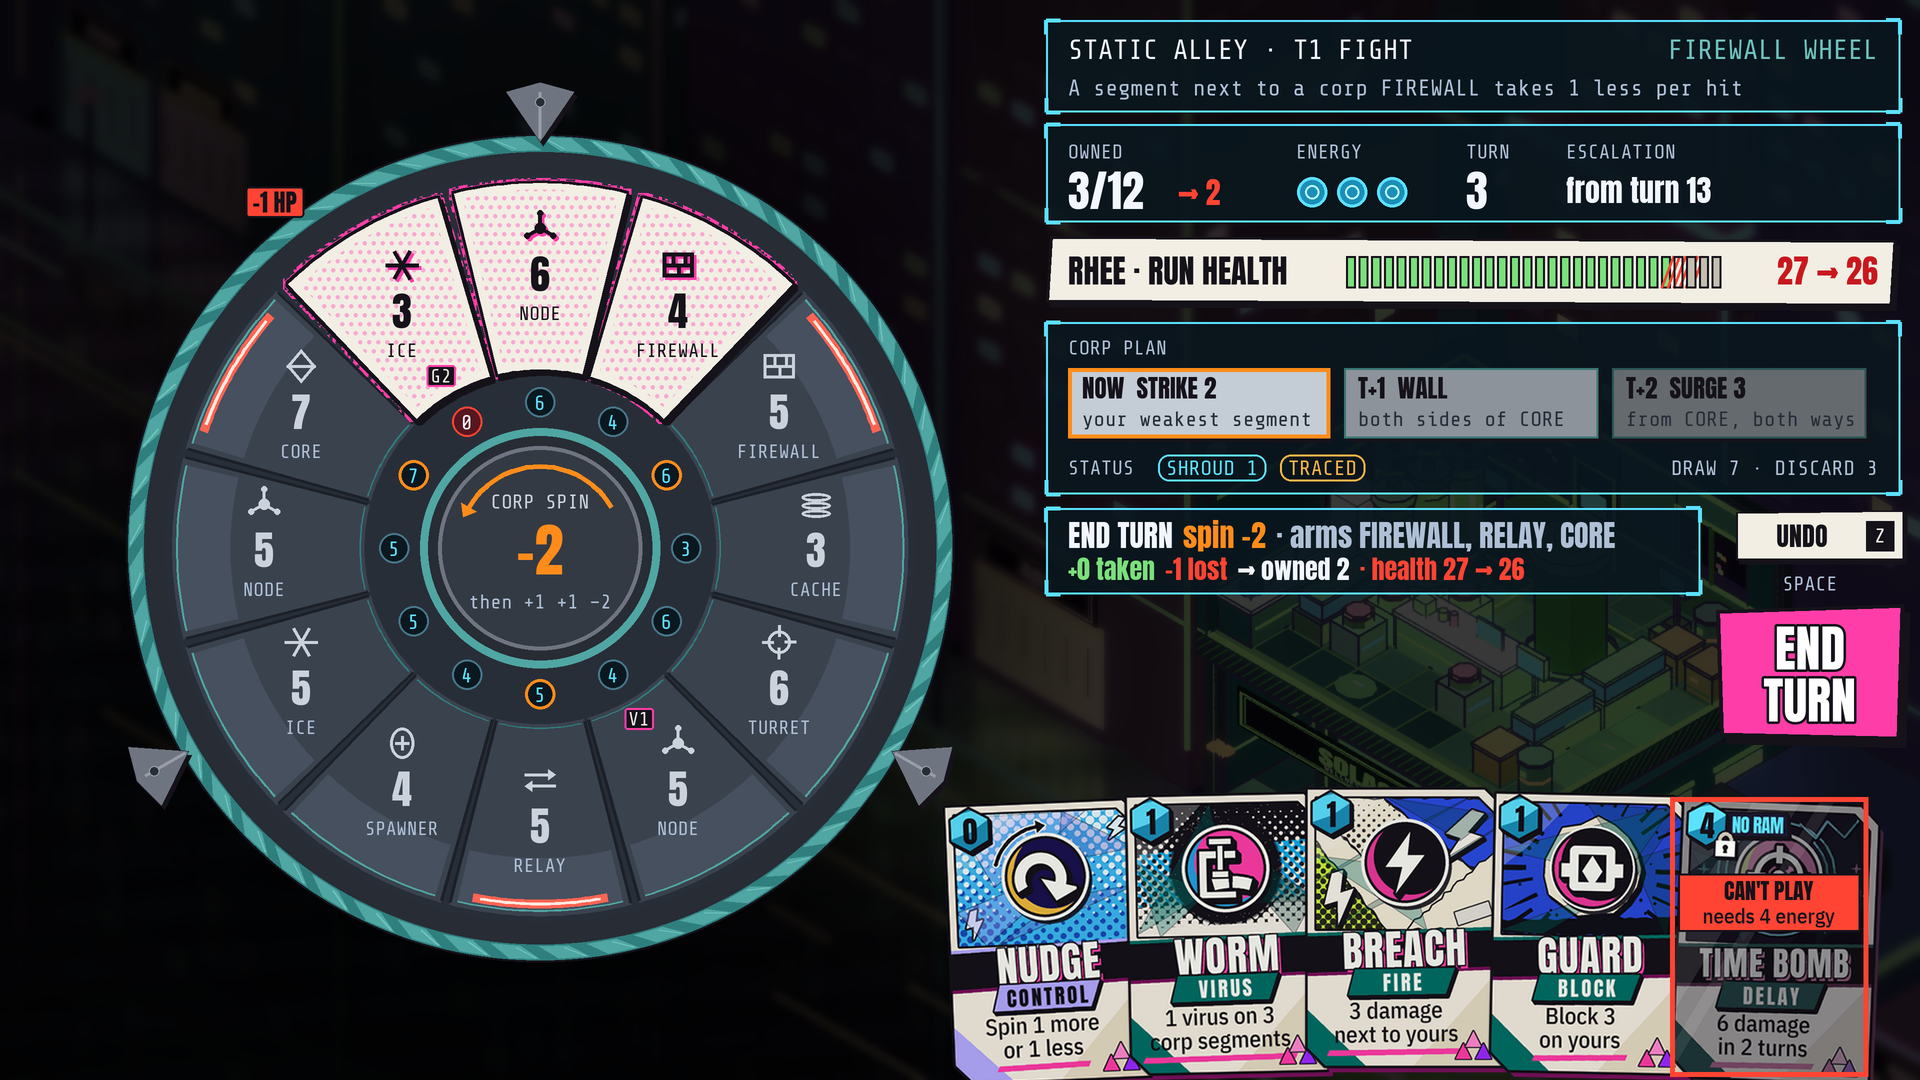 STATIC ALLEY · T1 FIGHT
FIREWALL WHEEL
A segment next to a corp FIREWALL takes 1 less per hit
OWNED
3/12 → 2
ENERGY
TURN
3
ESCALATION
from turn 13
RHEE · RUN HEALTH
27 → 26
CORP PLAN
NOW STRIKE 2
your weakest segment
T+1 WALL
both sides of CORE
T+2 SURGE 3
from CORE, both ways
STATUS
SHROUD 1
TRACED
DRAW 7 · DISCARD 3
END TURN spin -2 · arms FIREWALL, RELAY, CORE
+0 taken -1 lost → owned 2 · health 27 → 26
UNDO
Z
SPACE
END
TURN
-1 HP
6
NODE
4
FIREWALL
5
FIREWALL
3
CACHE
6
TURRET
5
NODE
V1
5
RELAY
4
SPAWNER
5
ICE
5
NODE
7
CORE
3
ICE
G2
6
4
6
3
6
4
5
4
5
5
7
0
CORP SPIN
-2
then +1 +1 -2
0
NUDGE
CONTROL
Spin 1 more
or 1 less
1
WORM
VIRUS
1 virus on 3
corp segments
1
BREACH
FIRE
3 damage
next to yours
1
GUARD
BLOCK
Block 3
on yours
4
NO RAM
CAN'T PLAY
needs 4 energy
TIME BOMB
DELAY
6 damage
in 2 turns